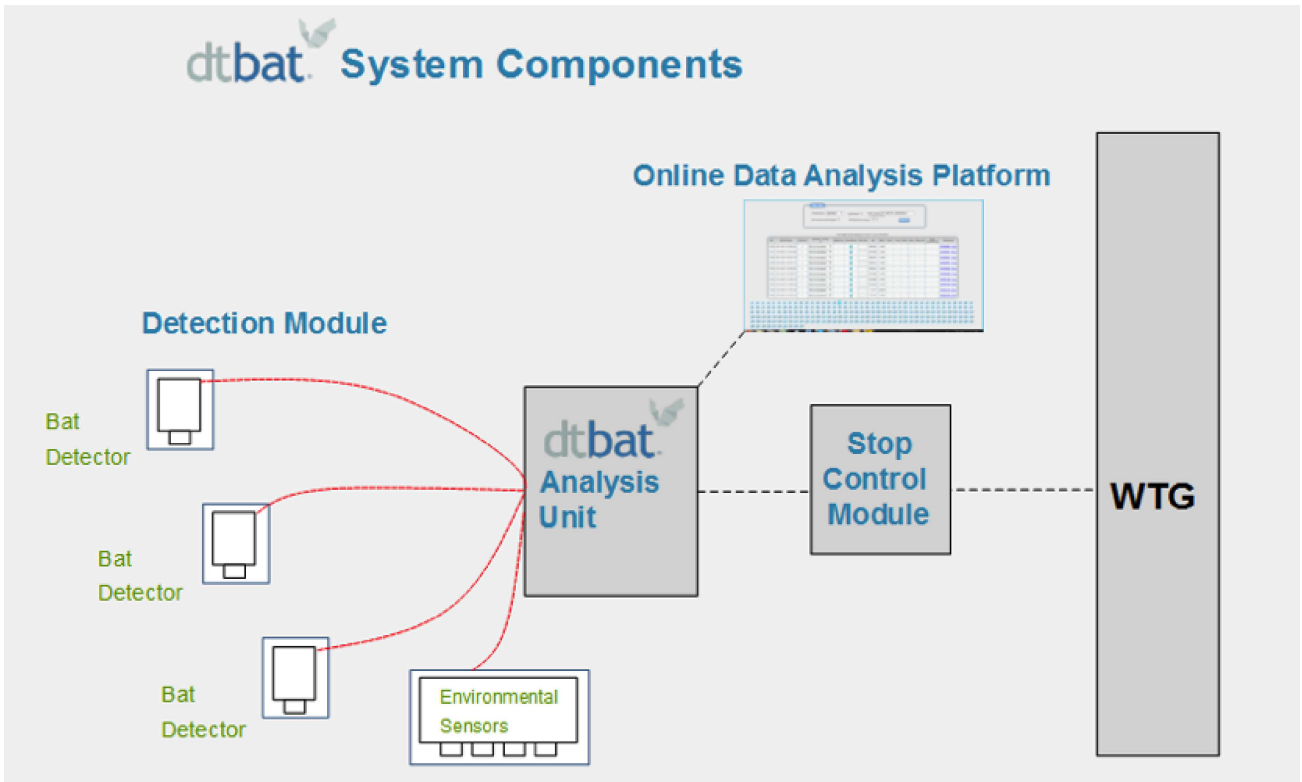 dtbat. System Components
Online Data Analysis Platform
Detection Module
Bat
Detector
dtbat.
Analysis
Unit
Stop
Control
Module
WTG
Bat
Detector
Bat
Detector
Environmental
Sensors